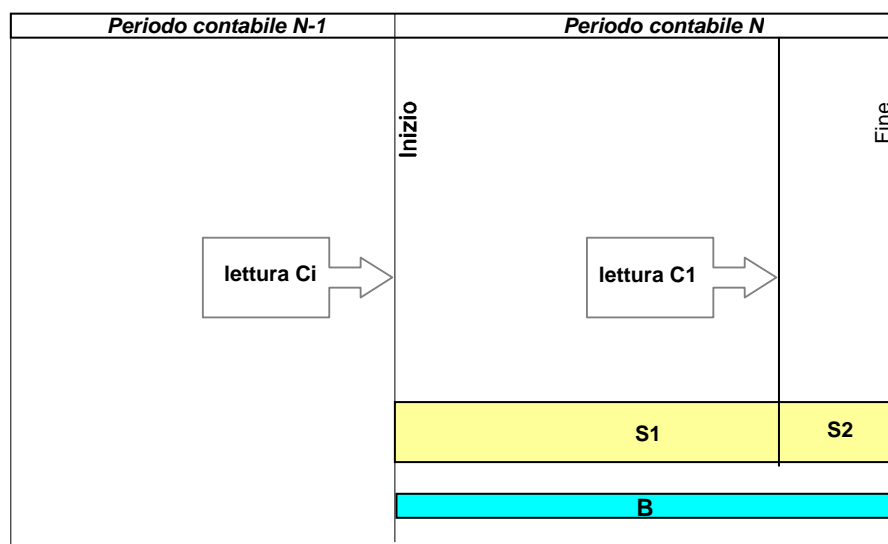 Periodo contabile N-1
Periodo contabile N
Inizio
Fine
lettura Ci
lettura C1
S1
S2
B